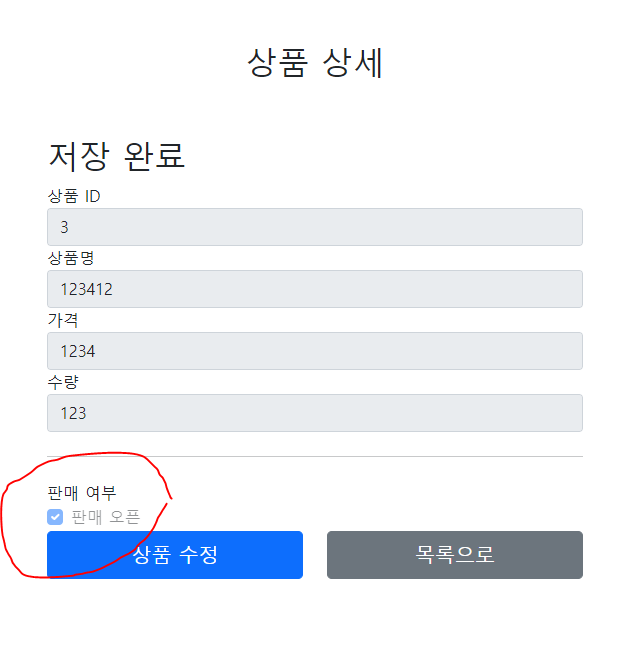 상품 상세
저장 완료
상품 ID
3
상품명
123412
가격
1234
수량
123
판매 여부
판매 오픈
상품 수정
목록으로